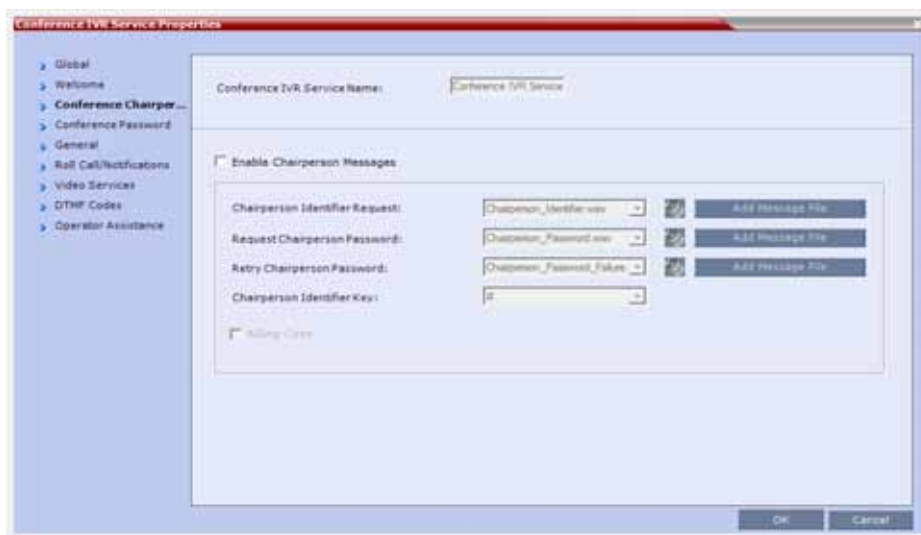 Conference IVR Service Properties
Global
Welcome
Conference Chairper...
Conference Password
General
Roll Call/Notifications
Video Services
DTMF Codes
Operator Assistance
Conference IVR Service Name: Conference IVR Service
Enable Chairperson Messages
Chairperson Identifier Request: Chairperson_Identifier.wav Add Message File
Request Chairperson Password: Chairperson_Password.wav Add Message File
Retry Chairperson Password: Chairperson_Password_Failure Add Message File
Chairperson Identifier Key: #
Billing Code
OK Cancel